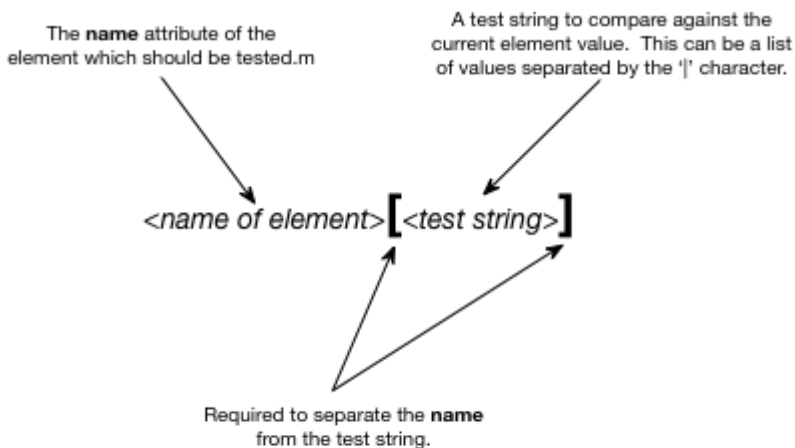 The name attribute of the
element which should be tested.m
A test string to compare against the
current element value.  This can be a list
of values separated by the '|' character.
<name of element>[<test string>]
Required to separate the name
from the test string.